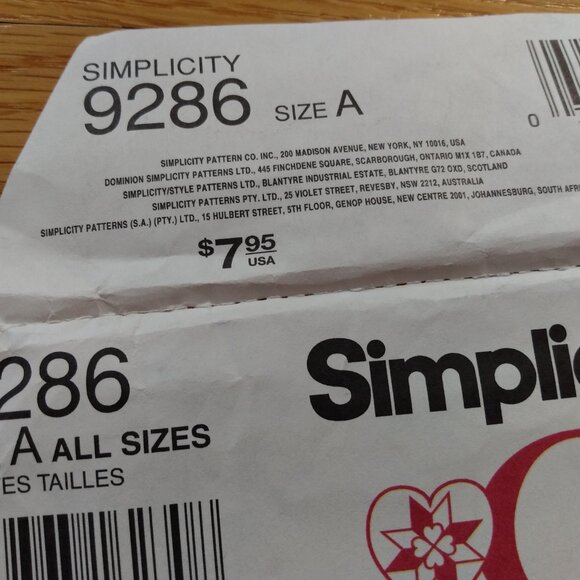 SIMPLICITY
9286 SIZE A
0
SIMPLICITY PATTERN CO. INC., 200 MADISON AVENUE, NEW YORK, NY 10016, USA
DOMINION SIMPLICITY PATTERNS LTD., 445 FINCHDENE SQUARE, SCARBOROUGH, ONTARIO M1X 1B7, CANADA
SIMPLICITY/STYLE PATTERNS LTD., BLANTYRE INDUSTRIAL ESTATE, BLANTYRE G72 OXD, SCOTLAND
SIMPLICITY PATTERNS PTY. LTD., 25 VIOLET STREET, REVESBY, NSW 2212, AUSTRALIA
SIMPLICITY PATTERNS (S.A.) (PTY.) LTD., 15 HULBERT STREET, 5TH FLOOR, GENOP HOUSE, NEW CENTRE 2001, JOHANNESBURG, SOUTH AFR
$7.95
USA
286
A ALL SIZES
ES TAILLES
Simplic